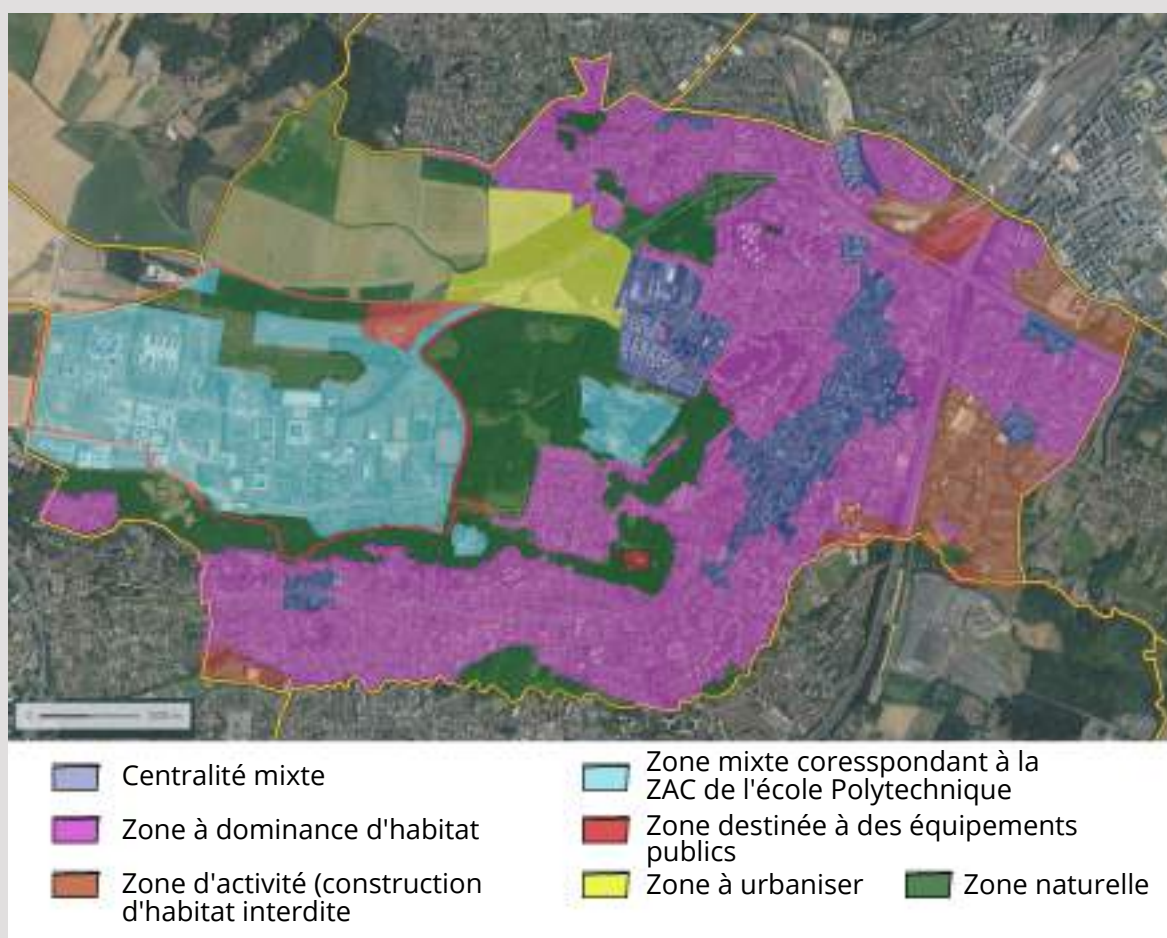 Centralité mixte
Zone à dominance d'habitat
Zone d'activité (construction
d'habitat interdite
Zone mixte coresspondant à la
ZAC de l'école Polytechnique
Zone destinée à des équipements
publics
Zone à urbaniser
Zone naturelle